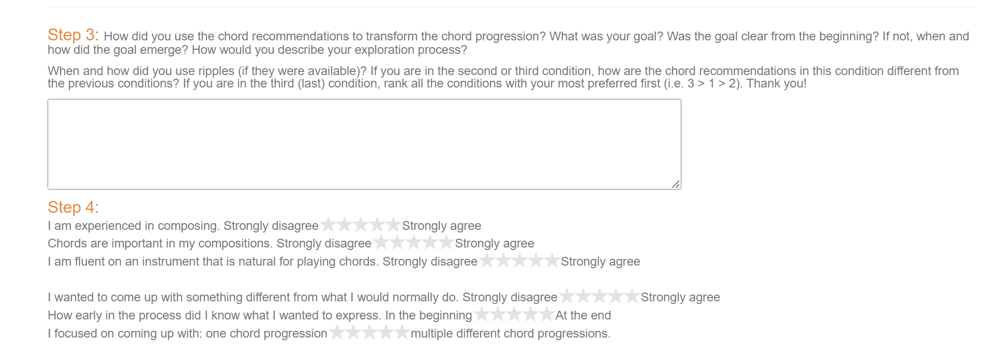 Step 3: How did you use the chord recommendations to transform the chord progression? What was your goal? Was the goal clear from the beginning? If not, when and
how did the goal emerge? How would you describe your exploration process?
When and how did you use ripples (if they were available)? If you are in the second or third condition, how are the chord recommendations in this condition different from
the previous conditions? If you are in the third (last) condition, rank all the conditions with your most preferred first (i.e. 3 > 1 > 2). Thank you!
Step 4:
I am experienced in composing. Strongly disagree ★★★★★ Strongly agree
Chords are important in my compositions. Strongly disagree ★★★★★ Strongly agree
I am fluent on an instrument that is natural for playing chords. Strongly disagree ★★★★★ Strongly agree
I wanted to come up with something different from what I would normally do. Strongly disagree ★★★★★ Strongly agree
How early in the process did I know what I wanted to express. In the beginning ★★★★★ At the end
I focused on coming up with: one chord progression ★★★★★ multiple different chord progressions.